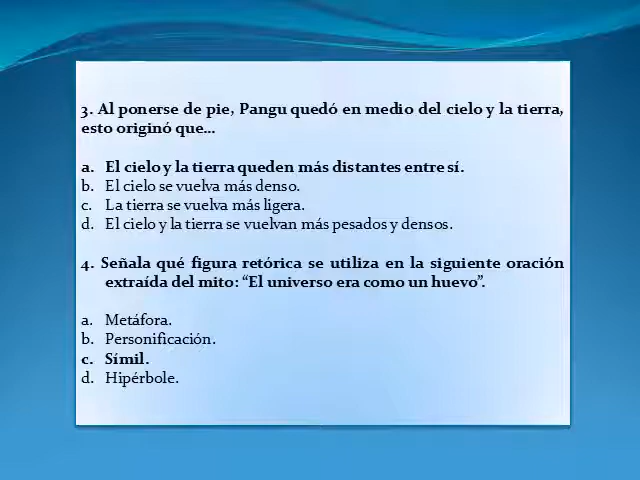 3. Al ponerse de pie, Pangu quedó en medio del cielo y la tierra,
esto originó que...
a. El cielo y la tierra queden más distantes entre sí.
b. El cielo se vuelva más denso.
c. La tierra se vuelva más ligera.
d. El cielo y la tierra se vuelvan más pesados y densos.
4. Señala qué figura retórica se utiliza en la siguiente oración
extraída del mito: “El universo era como un huevo”.
a. Metáfora.
b. Personificación.
c. Símil.
d. Hipérbole.